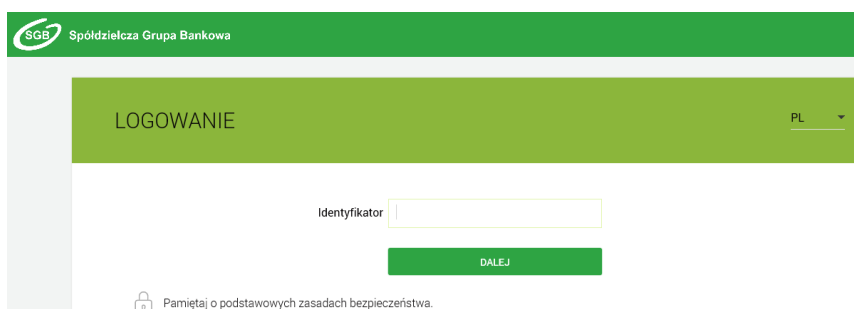 SGB Spółdzielcza Grupa Bankowa
LOGOWANIE
PL
Identyfikator
DALEJ
Pamiętaj o podstawowych zasadach bezpieczeństwa.